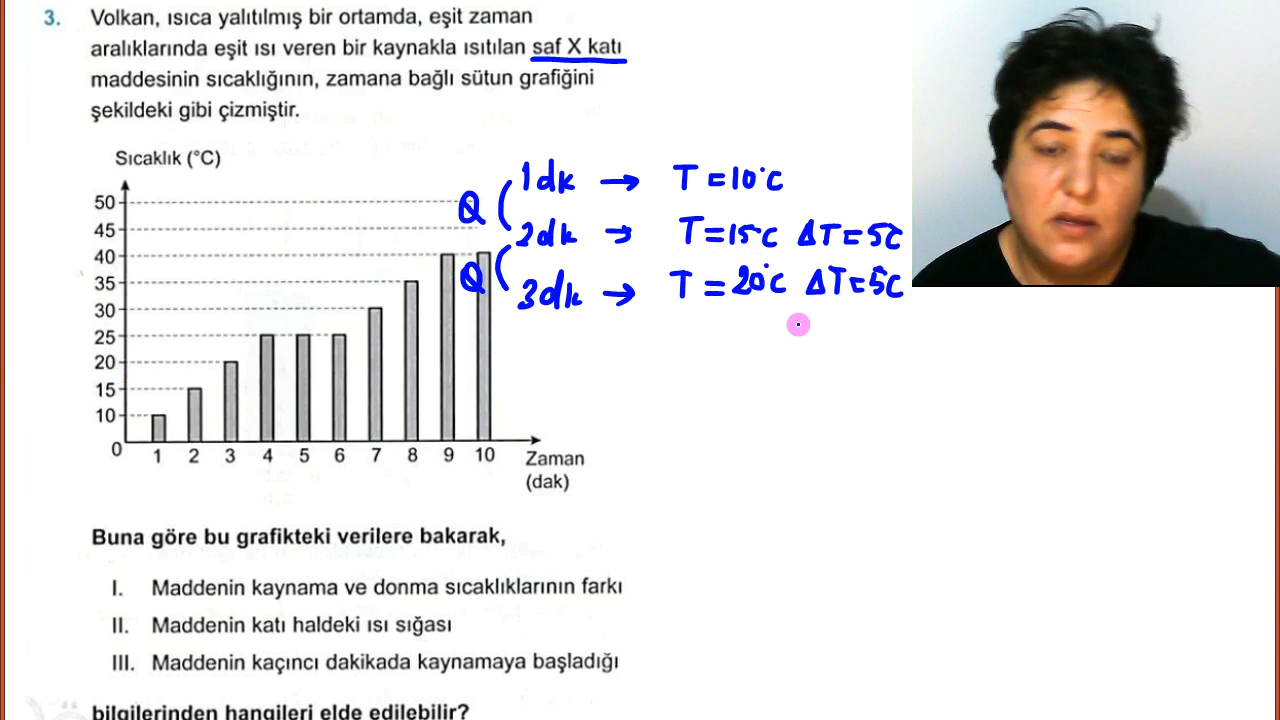 3. Volkan, ısıca yalıtılmış bir ortamda, eşit zaman
aralıklarında eşit ısı veren bir kaynakla ısıtılan saf X katı
maddesinin sıcaklığının, zamana bağlı sütun grafiğini
şekildeki gibi çizmiştir.
Sıcaklık (°C)
50
45
40
35
30
25
20
15
10
0
1 2 3 4 5 6 7 8 9 10
Zaman
(dak)
Q
1dk → T = 10°C
2dk → T = 15°C ΔT = 5C
Q
3dk → T = 20°C ΔT = 5C
Buna göre bu grafikteki verilere bakarak,
I. Maddenin kaynama ve donma sıcaklıklarının farkı
II. Maddenin katı haldeki ısı sığası
III. Maddenin kaçıncı dakikada kaynamaya başladığı
bilgilerinden hangileri elde edilebilir?